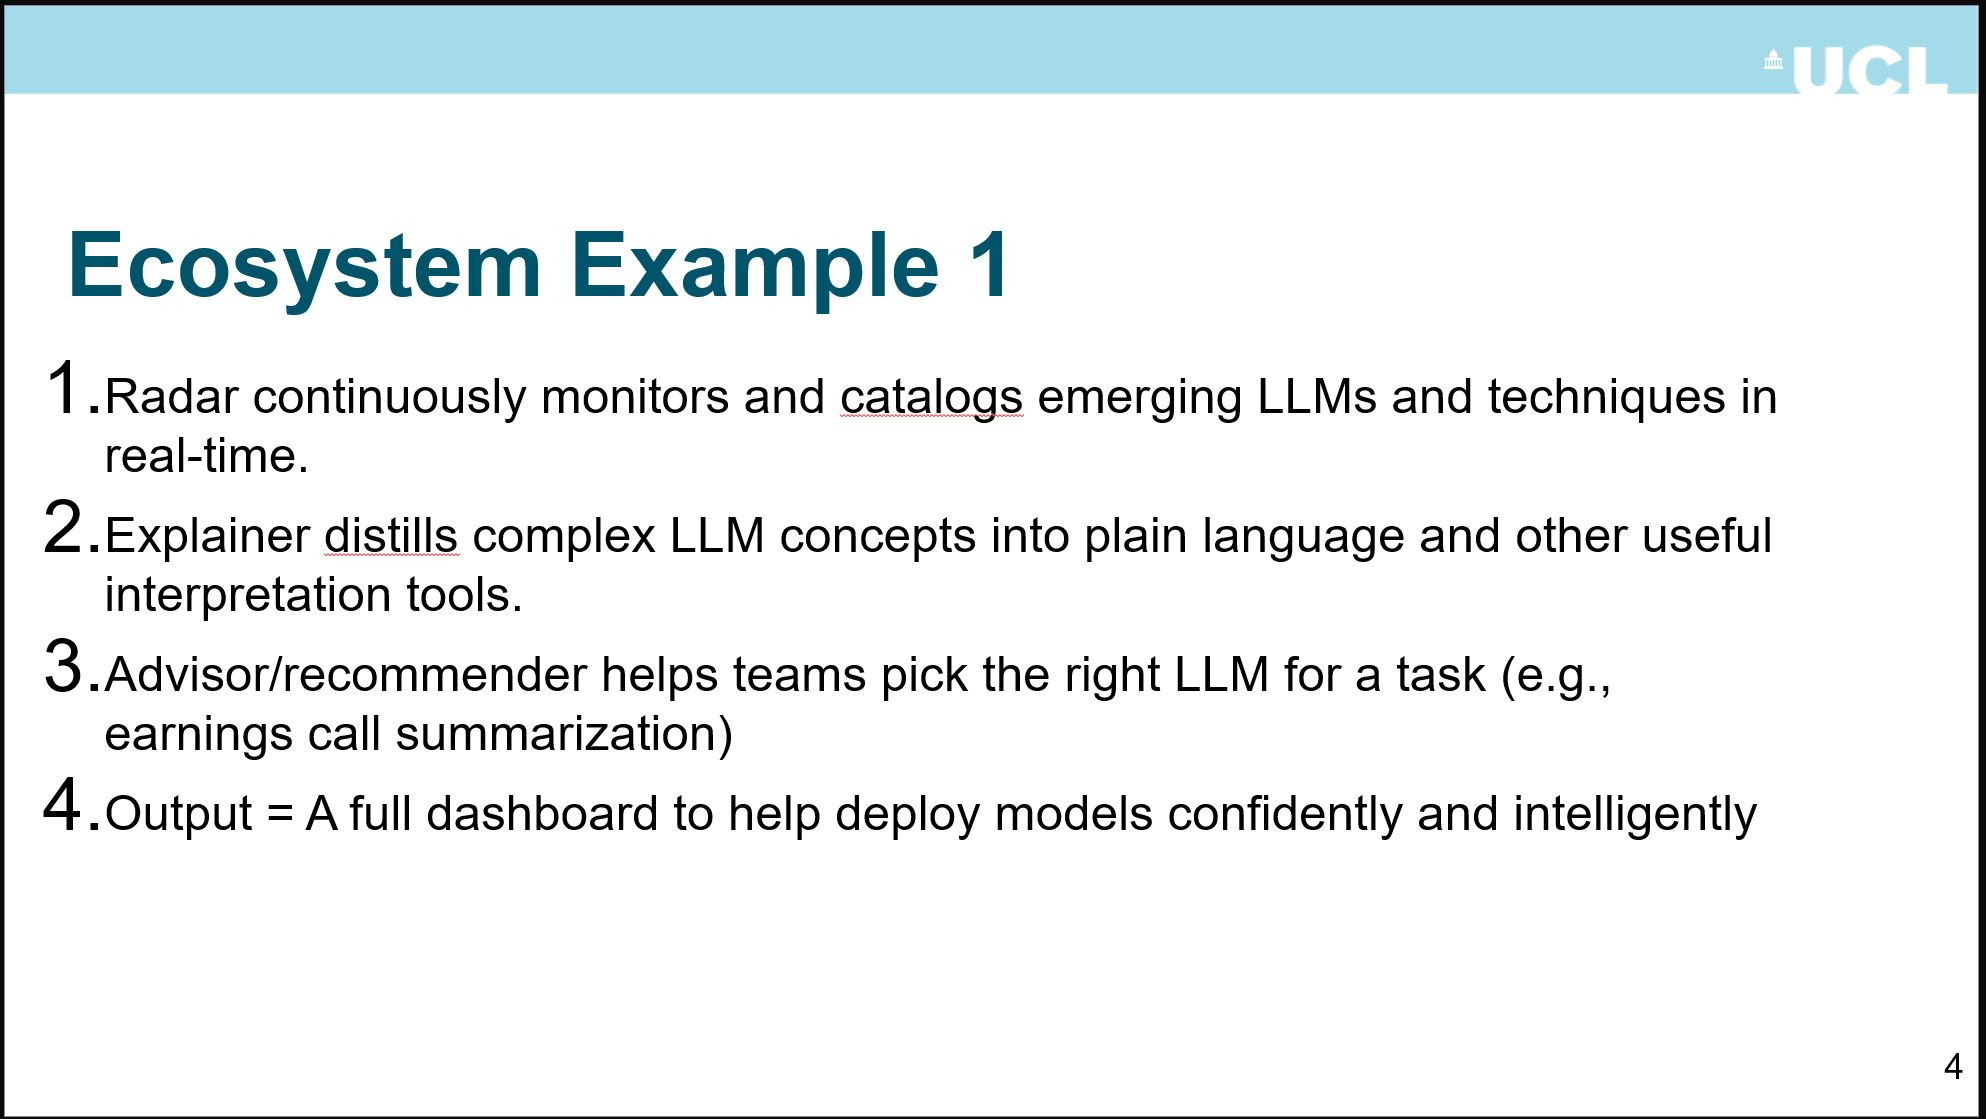 UCL
Ecosystem Example 1
1.Radar continuously monitors and catalogs emerging LLMs and techniques in
real-time.
2.Explainer distills complex LLM concepts into plain language and other useful
interpretation tools.
3.Advisor/recommender helps teams pick the right LLM for a task (e.g.,
earnings call summarization)
4.Output = A full dashboard to help deploy models confidently and intelligently
4